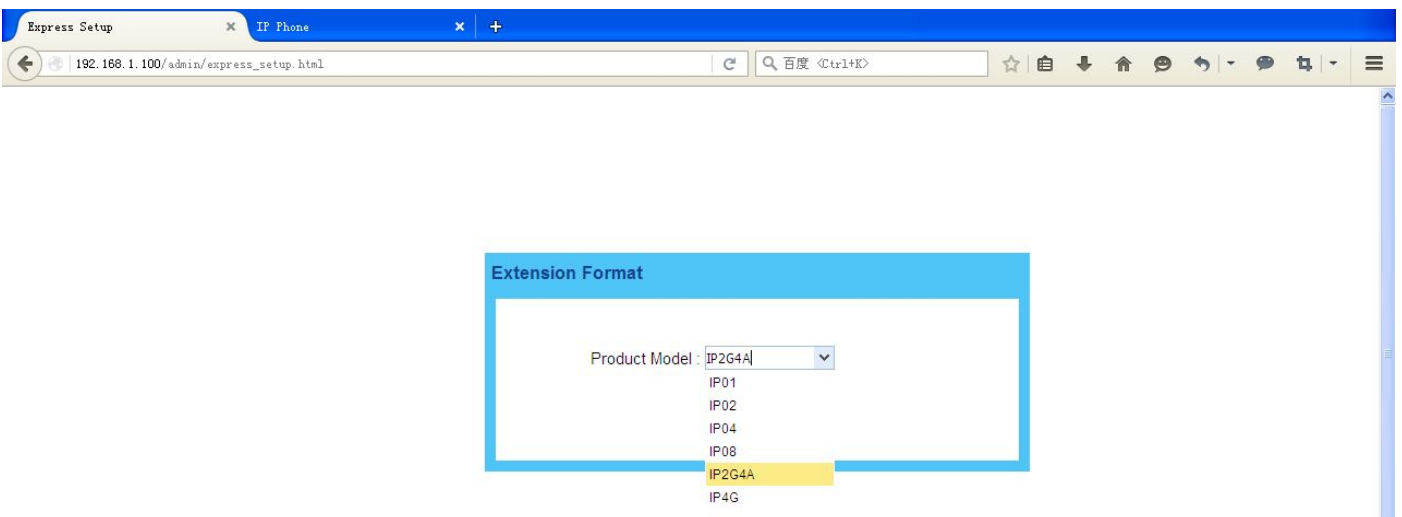 Express Setup
IP Phone
192.168.1.100/admin/express_setup.html
百度 <Ctrl+K>
Extension Format
Product Model : IP2G4A
IP01
IP02
IP04
IP08
IP2G4A
IP4G